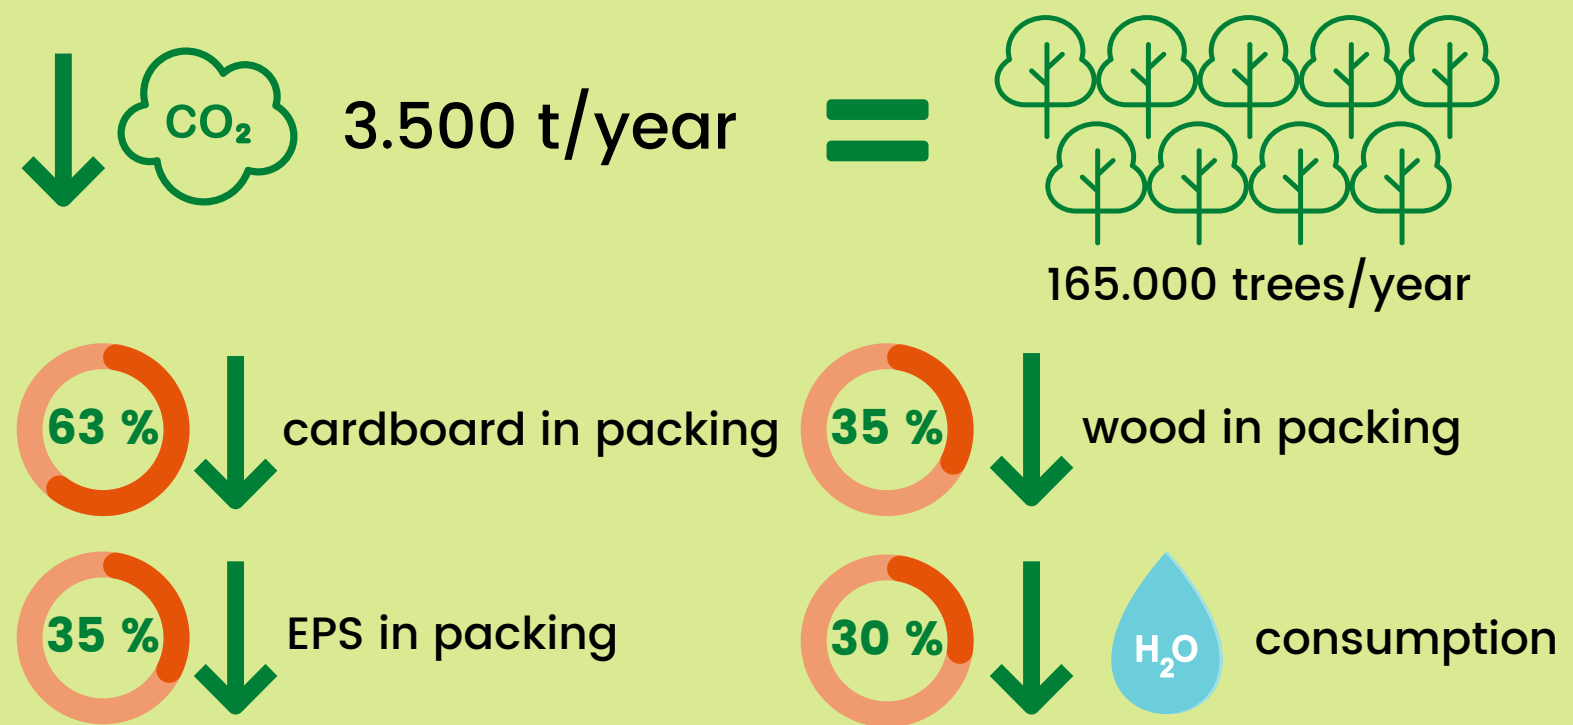 CO₂
3.500 t/year
165.000 trees/year
63 %
cardboard in packing
35 %
wood in packing
35 %
EPS in packing
30 %
H₂O
consumption